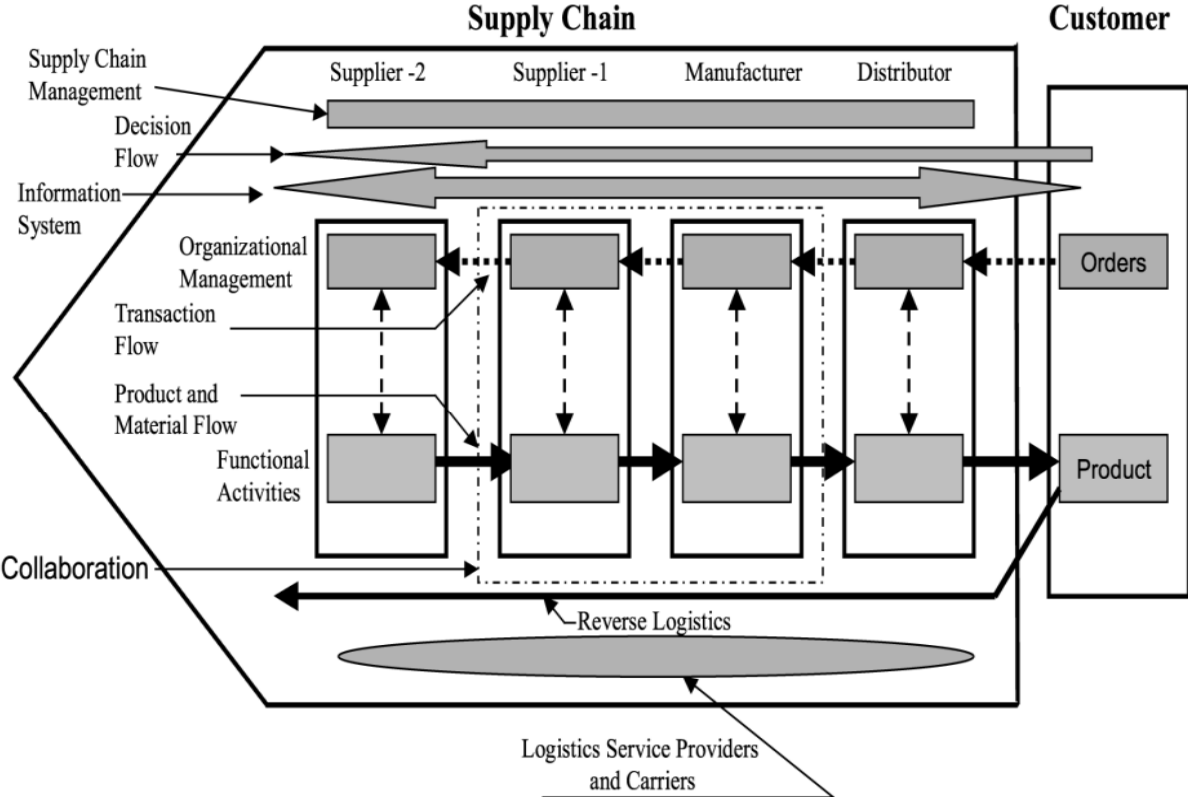 Supply Chain
Customer
Supply Chain
Management
Supplier -2
Supplier -1
Manufacturer
Distributor
Decision
Flow
Information
System
Organizational
Management
Orders
Transaction
Flow
Product and
Material Flow
Functional
Activities
Product
Collaboration
Reverse Logistics
Logistics Service Providers
and Carriers